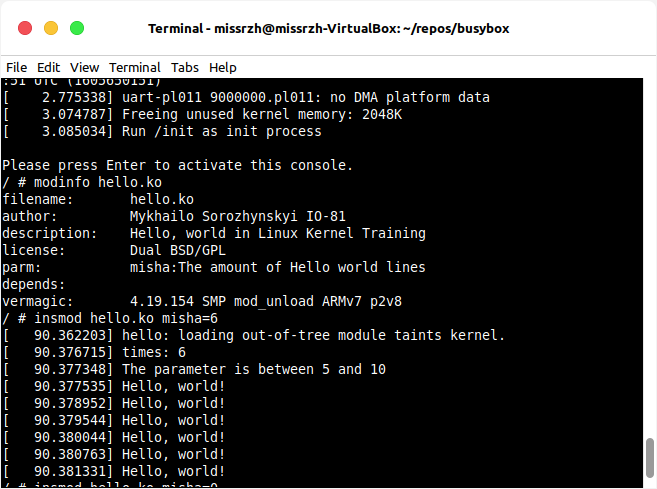 Terminal - missrzh@missrzh-VirtualBox: ~/repos/busybox
File Edit View Terminal Tabs Help
:51 UTC (1605650151)
[    2.775338] uart-pl011 9000000.pl011: no DMA platform data
[    3.074787] Freeing unused kernel memory: 2048K
[    3.085034] Run /init as init process
Please press Enter to activate this console.
/ # modinfo hello.ko
filename:       hello.ko
author:         Mykhailo Sorozhynskyi IO-81
description:    Hello, world in Linux Kernel Training
license:        Dual BSD/GPL
parm:           misha:The amount of Hello world lines
depends:
vermagic:       4.19.154 SMP mod_unload ARMv7 p2v8
/ # insmod hello.ko misha=6
[   90.362203] hello: loading out-of-tree module taints kernel.
[   90.376715] times: 6
[   90.377348] The parameter is between 5 and 10
[   90.377535] Hello, world!
[   90.378952] Hello, world!
[   90.379544] Hello, world!
[   90.380044] Hello, world!
[   90.380763] Hello, world!
[   90.381331] Hello, world!
/ # insmod hello.ko